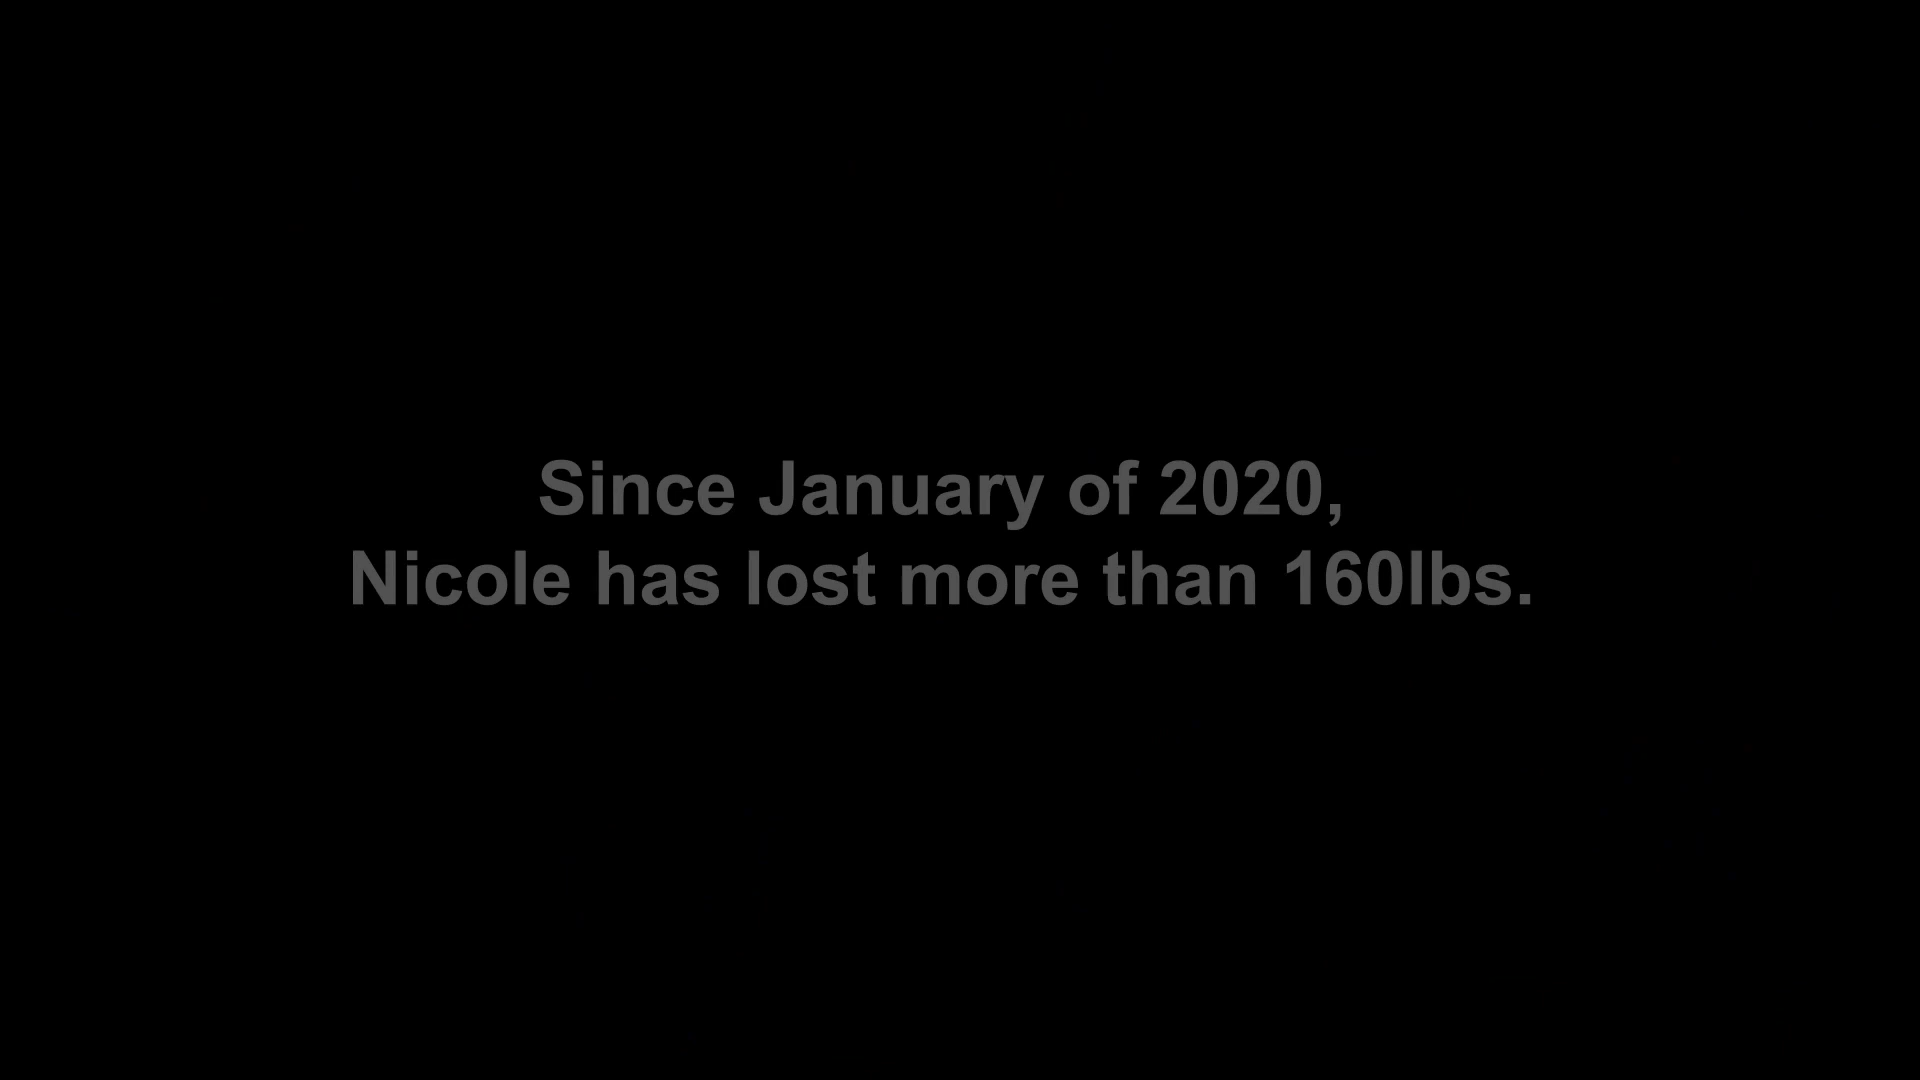 Since January of 2020,
Nicole has lost more than 160lbs.